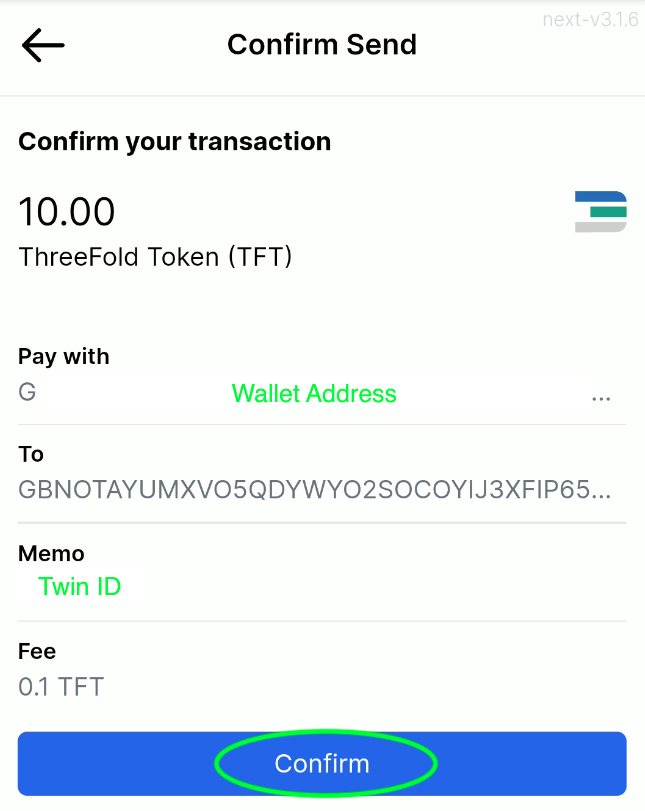 next-v3.1.6
Confirm Send
Confirm your transaction
10.00
ThreeFold Token (TFT)
Pay with
G Wallet Address ...
To
GBNOTAYUMXVO5QDYWYO2SOCOYIJ3XFIP65...
Memo
Twin ID
Fee
0.1 TFT
Confirm